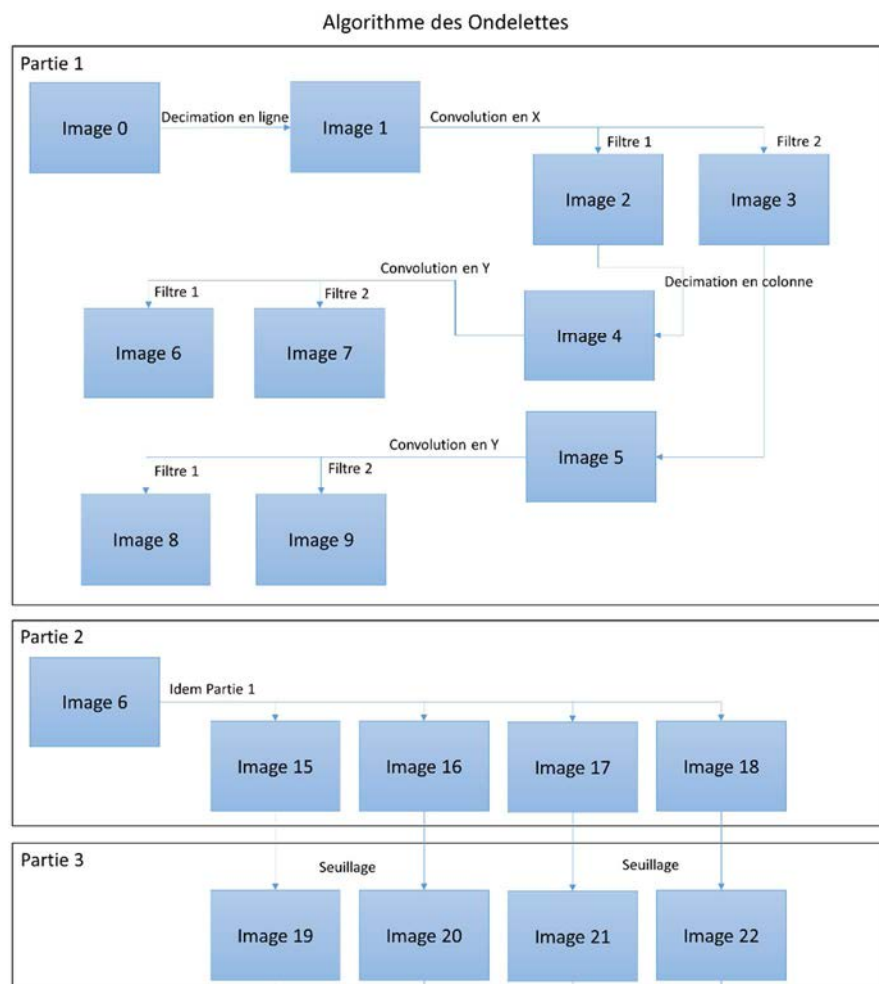 Algorithme des Ondelettes
Partie 1
Image 0
Decimation en ligne
Image 1
Convolution en X
Filtre 1
Filtre 2
Image 2
Image 3
Convolution en Y
Decimation en colonne
Filtre 1
Filtre 2
Image 4
Image 6
Image 7
Convolution en Y
Image 5
Filtre 1
Filtre 2
Image 8
Image 9
Partie 2
Image 6
Idem Partie 1
Image 15
Image 16
Image 17
Image 18
Partie 3
Seuillage
Seuillage
Image 19
Image 20
Image 21
Image 22